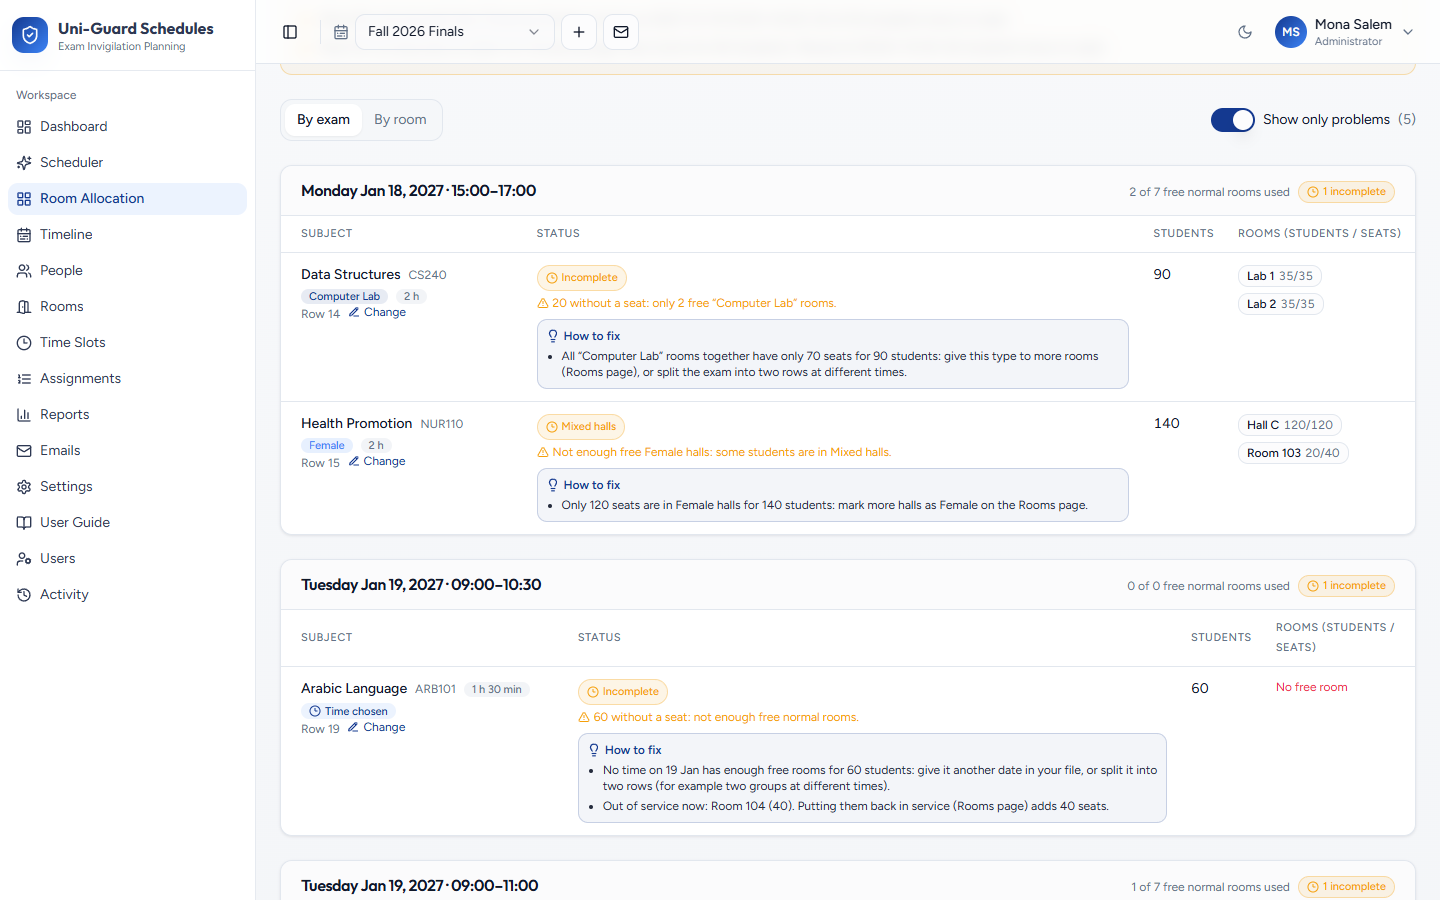 Uni-Guard Schedules
Exam Invigilation Planning
Fall 2026 Finals
MS
Mona Salem
Administrator
Workspace
Dashboard
Scheduler
Room Allocation
Timeline
People
Rooms
Time Slots
Assignments
Reports
Emails
Settings
User Guide
Users
Activity
By exam
By room
Show only problems (5)
Monday Jan 18, 2027 · 15:00–17:00
2 of 7 free normal rooms used
1 incomplete
SUBJECT
STATUS
STUDENTS
ROOMS (STUDENTS / SEATS)
Data Structures CS240
Computer Lab
2 h
Row 14
Change
Incomplete
20 without a seat: only 2 free “Computer Lab” rooms.
How to fix
• All “Computer Lab” rooms together have only 70 seats for 90 students: give this type to more rooms
(Rooms page), or split the exam into two rows at different times.
90
Lab 1 35/35
Lab 2 35/35
Health Promotion NUR110
Female
2 h
Row 15
Change
Mixed halls
Not enough free Female halls: some students are in Mixed halls.
How to fix
• Only 120 seats are in Female halls for 140 students: mark more halls as Female on the Rooms page.
140
Hall C 120/120
Room 103 20/40
Tuesday Jan 19, 2027 · 09:00–10:30
0 of 0 free normal rooms used
1 incomplete
SUBJECT
STATUS
STUDENTS
ROOMS (STUDENTS /
SEATS)
Arabic Language ARB101
1 h 30 min
Time chosen
Row 19
Change
Incomplete
60 without a seat: not enough free normal rooms.
How to fix
• No time on 19 Jan has enough free rooms for 60 students: give it another date in your file, or split it into
two rows (for example two groups at different times).
• Out of service now: Room 104 (40). Putting them back in service (Rooms page) adds 40 seats.
60
No free room
Tuesday Jan 19, 2027 · 09:00–11:00
1 of 7 free normal rooms used
1 incomplete